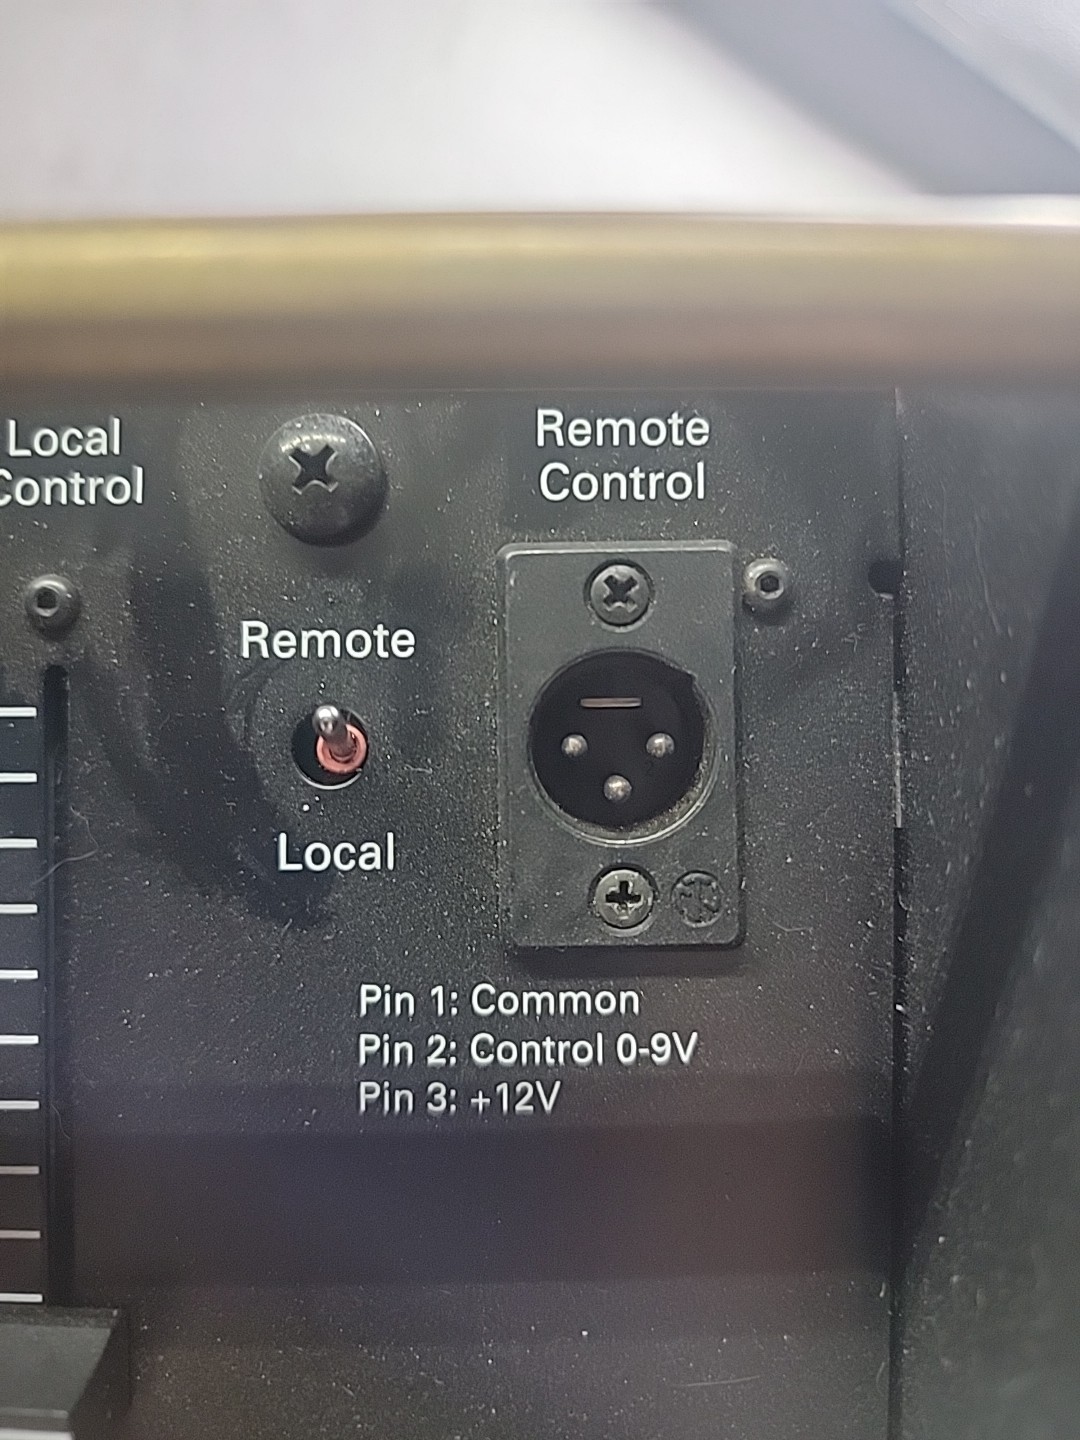 Local
Control
Remote
Control
Remote
Local
Pin 1: Common
Pin 2: Control 0-9V
Pin 3: +12V